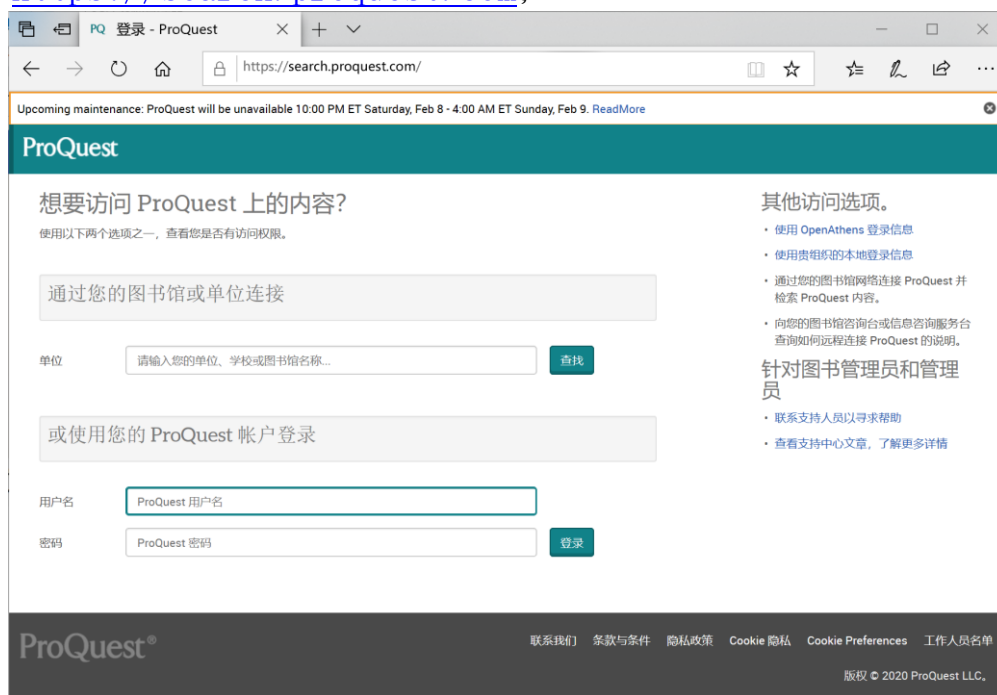 https://search.proquest.com,
PQ 登录 - ProQuest
https://search.proquest.com/
Upcoming maintenance: ProQuest will be unavailable 10:00 PM ET Saturday, Feb 8 - 4:00 AM ET Sunday, Feb 9. ReadMore
ProQuest
想要访问 ProQuest 上的内容?
使用以下两个选项之一，查看您是否有访问权限。
通过您的图书馆或单位连接
单位 请输入您的单位、学校或图书馆名称... 查找
或使用您的 ProQuest 帐户登录
用户名 ProQuest 用户名
密码 ProQuest 密码 登录
其他访问选项。
• 使用 OpenAthens 登录信息
• 使用贵组织的本地登录信息
• 通过您的图书馆网络连接 ProQuest 并
检索 ProQuest 内容。
• 向您的图书馆咨询台或信息咨询服务台
查询如何远程连接 ProQuest 的说明。
针对图书管理员和管理
员
• 联系支持人员以寻求帮助
• 查看支持中心文章，了解更多详情
ProQuest®
联系我们 条款与条件 隐私政策 Cookie 隐私 Cookie Preferences 工作人员名单
版权 © 2020 ProQuest LLC。